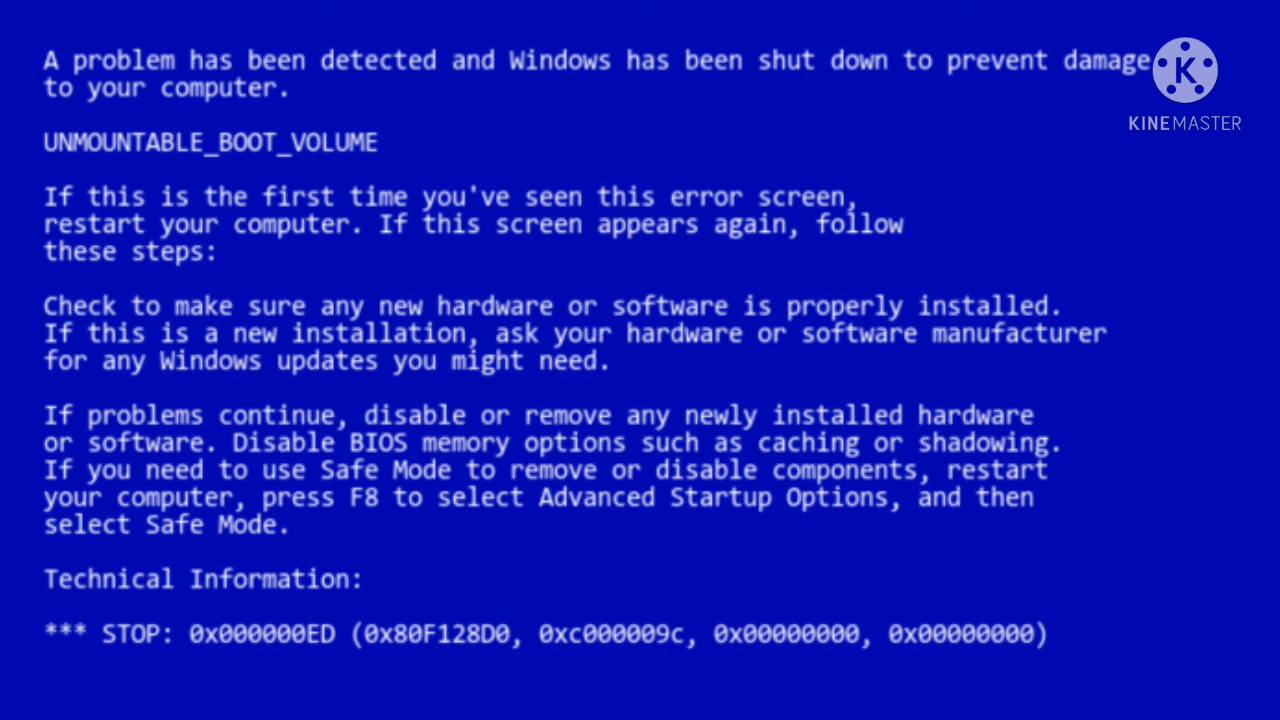 A problem has been detected and Windows has been shut down to prevent damage
to your computer.
UNMOUNTABLE_BOOT_VOLUME
If this is the first time you've seen this error screen,
restart your computer. If this screen appears again, follow
these steps:
Check to make sure any new hardware or software is properly installed.
If this is a new installation, ask your hardware or software manufacturer
for any Windows updates you might need.
If problems continue, disable or remove any newly installed hardware
or software. Disable BIOS memory options such as caching or shadowing.
If you need to use Safe Mode to remove or disable components, restart
your computer, press F8 to select Advanced Startup Options, and then
select Safe Mode.
Technical Information:
*** STOP: 0x000000ED (0x80F128D0, 0xc000009c, 0x00000000, 0x00000000)
K
KINEMASTER